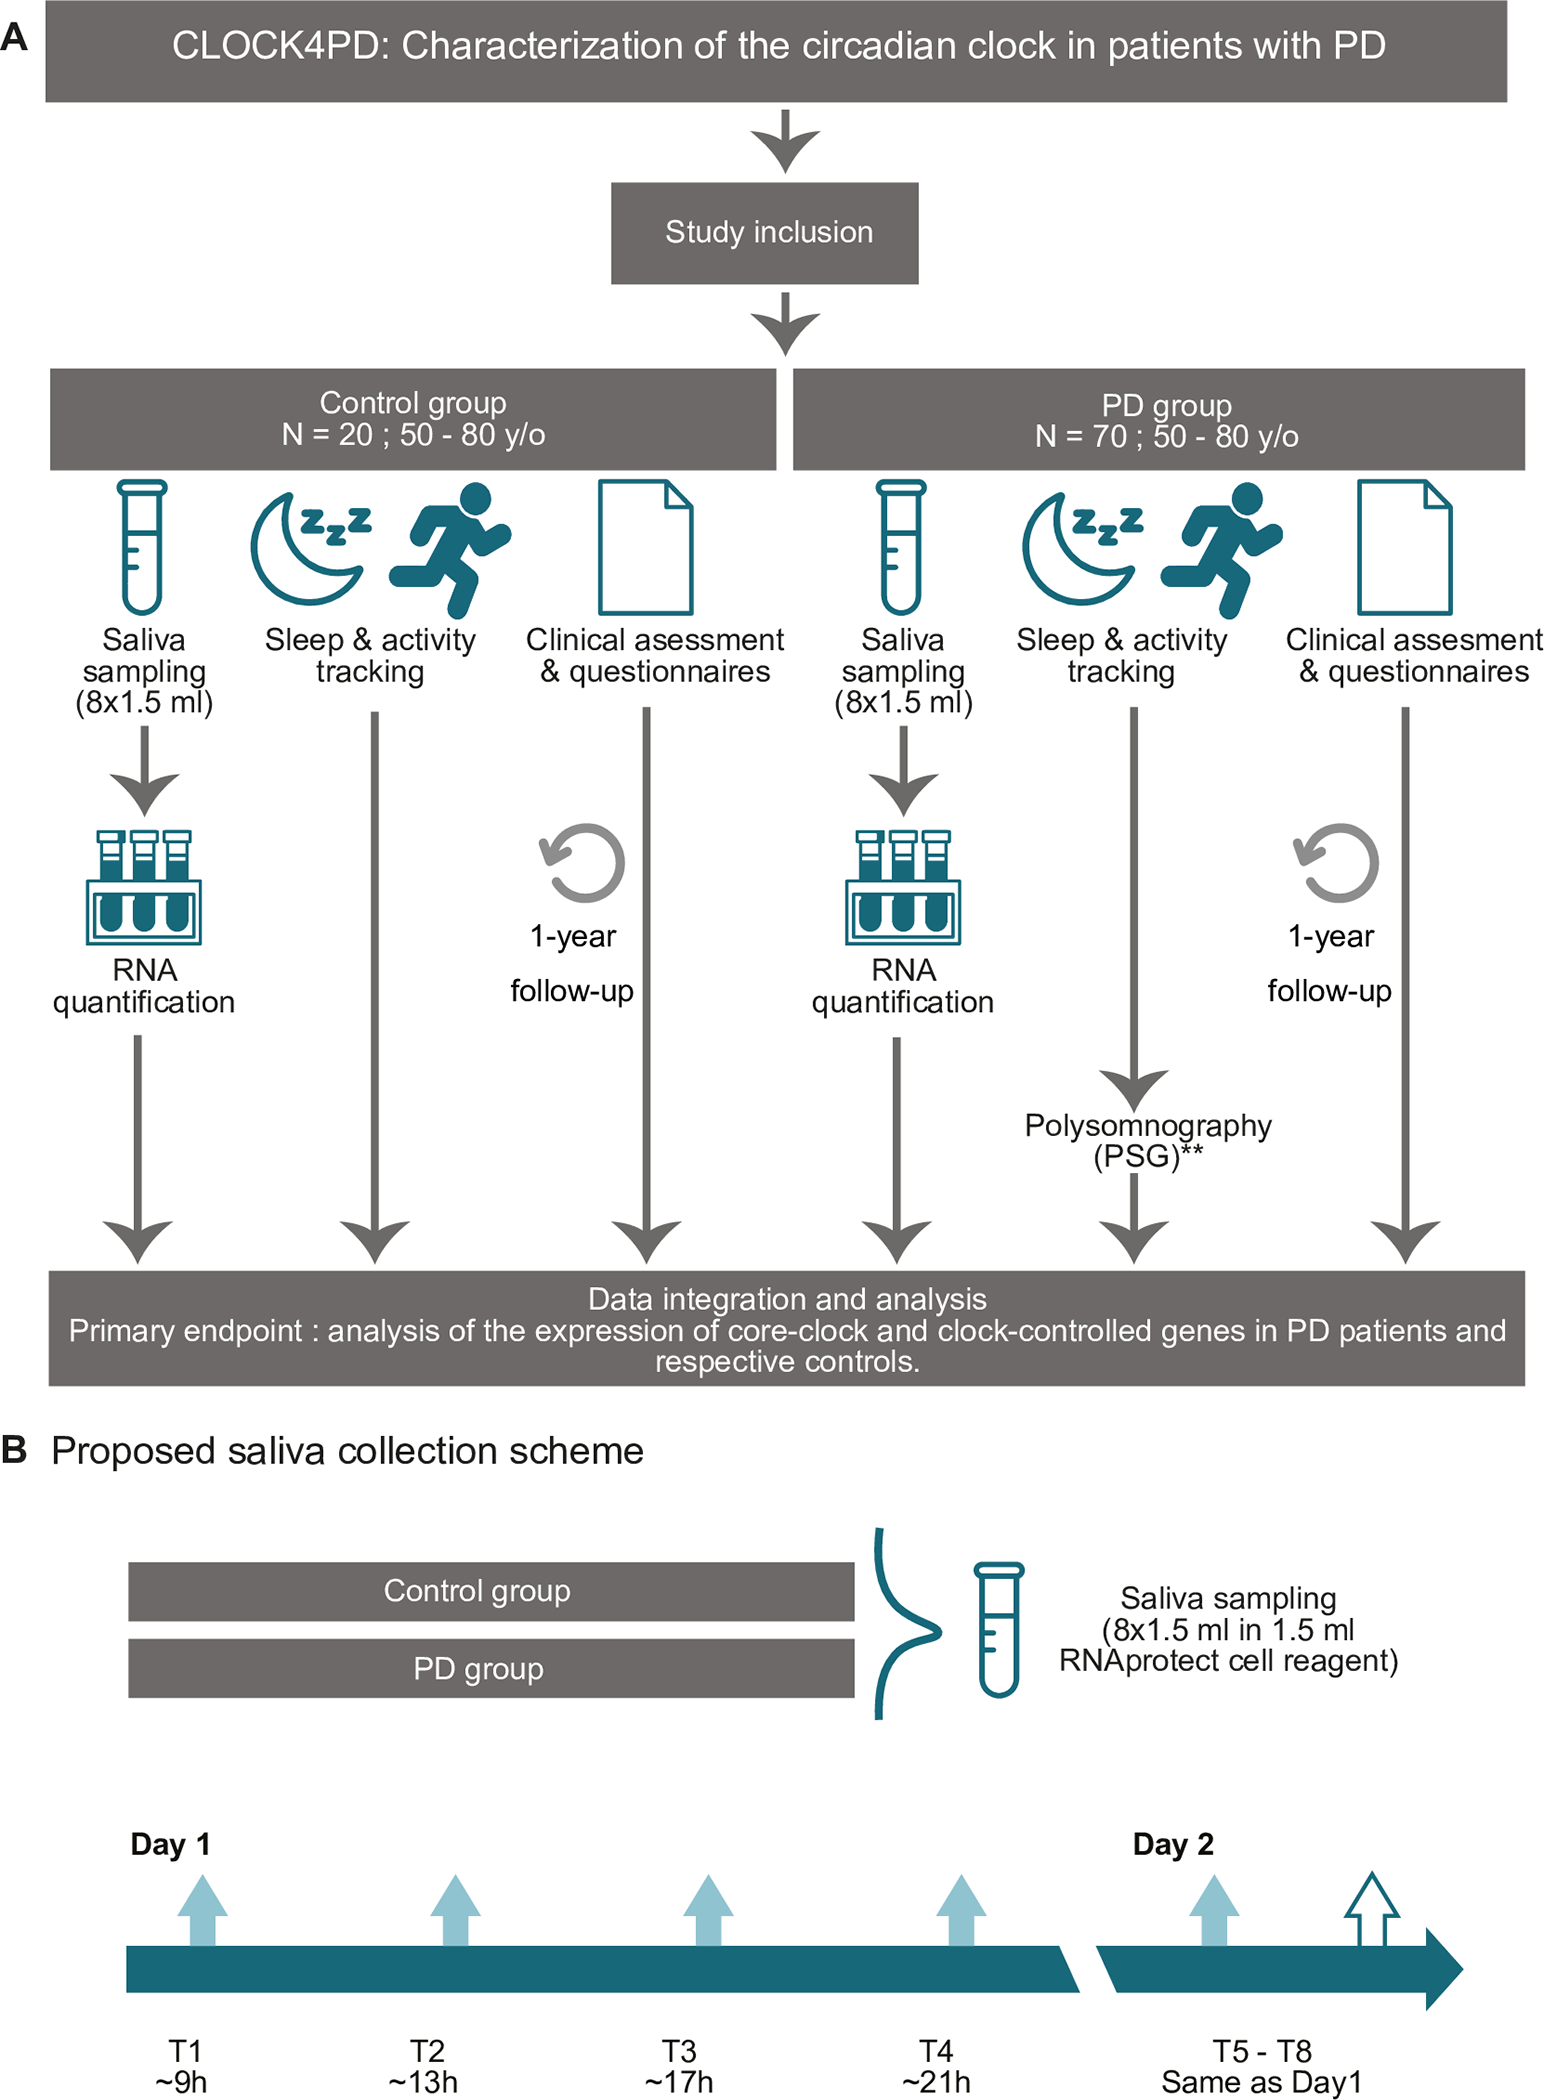 A
CLOCK4PD: Characterization of the circadian clock in patients with PD
Study inclusion
Control group
N = 20 ; 50 - 80 y/o
PD group
N = 70 ; 50 - 80 y/o
zzz
Saliva
sampling
(8x1.5 ml)
Sleep & activity
tracking
Clinical asessment
& questionnaires
zzz
Saliva
sampling
(8x1.5 ml)
Sleep & activity
tracking
Clinical assesment
& questionnaires
RNA
quantification
1-year
follow-up
RNA
quantification
1-year
follow-up
Polysomnography
(PSG)**
Data integration and analysis
Primary endpoint : analysis of the expression of core-clock and clock-controlled genes in PD patients and
respective controls.
B Proposed saliva collection scheme
Control group
PD group
Saliva sampling
(8x1.5 ml in 1.5 ml
RNAprotect cell reagent)
Day 1
Day 2
T1
~9h
T2
~13h
T3
~17h
T4
~21h
T5 - T8
Same as Day1